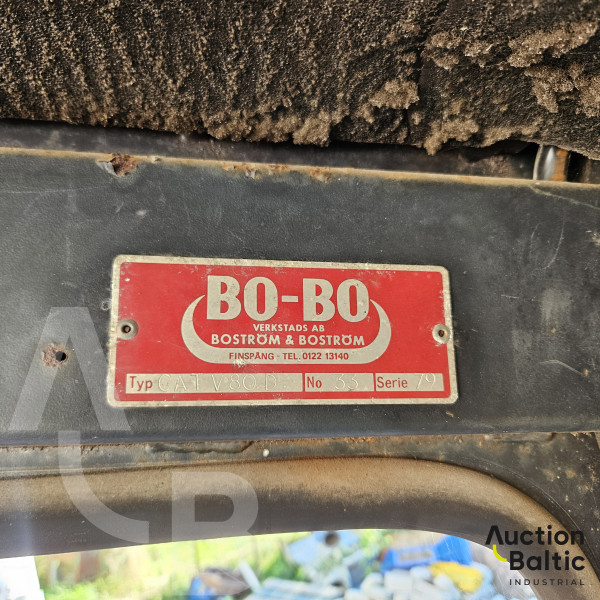 BO-BO
VERKSTADS AB
BOSTRÖM & BOSTRÖM
FINSPÅNG - TEL. 0122 13140
Typ CAT V80D No 33 Serie 79
ALB
Auction
Baltic
INDUSTRIAL